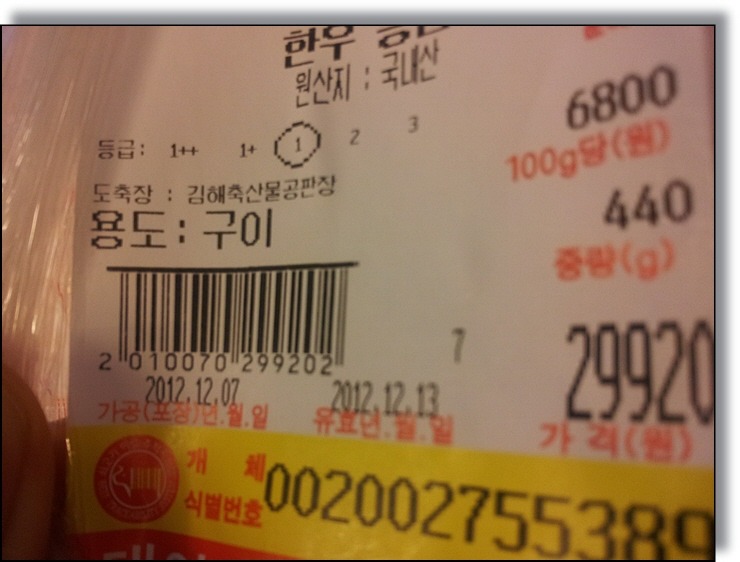 한우
원산지 : 국내산
6800
100g당(원)
등급: 1++ 1+ 1 2 3
도축장 : 김해축산물공판장
440
중량(g)
용도: 구이
2 010070 299202
7
29920
2012.12.07 2012.12.13
가공(포장)년.월.일 유효년.월.일 가 격(원)
개 체
식별번호 002002755389